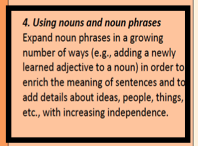 4. Using nouns and noun phrases
Expand noun phrases in a growing
number of ways (e.g., adding a newly
learned adjective to a noun) in order to
enrich the meaning of sentences and to
add details about ideas, people, things,
etc., with increasing independence.